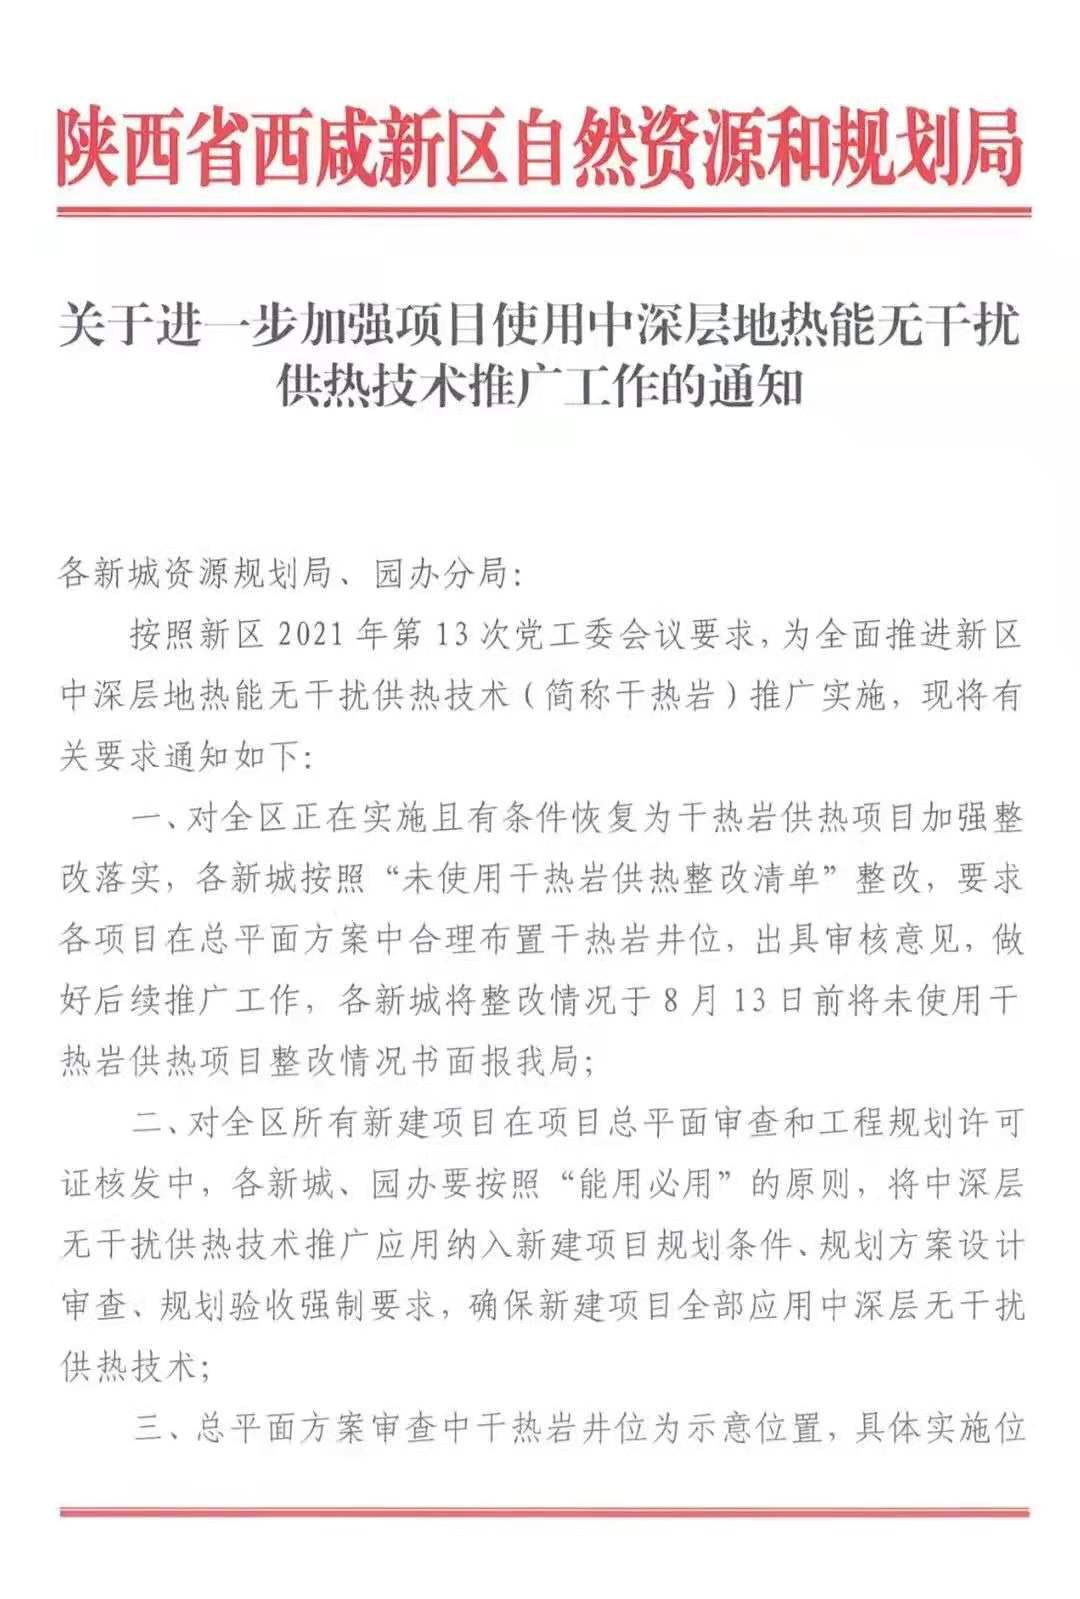 陕西省西咸新区自然资源和规划局
关于进一步加强项目使用中深层地热能无干扰
供热技术推广工作的通知
各新城资源规划局、园办分局：
按照新区 2021 年第 13 次党工委会议要求，为全面推进新区
中深层地热能无干扰供热技术（简称干热岩）推广实施，现将有
关要求通知如下：
一、对全区正在实施且有条件恢复为干热岩供热项目加强整
改落实，各新城按照“未使用干热岩供热整改清单”整改，要求
各项目在总平面方案中合理布置干热岩井位，出具审核意见，做
好后续推广工作，各新城将整改情况于 8 月 13 日前将未使用干
热岩供热项目整改情况书面报我局；
二、对全区所有新建项目在项目总平面审查和工程规划许可
证核发中，各新城、园办要按照“能用必用”的原则，将中深层
无干扰供热技术推广应用纳入新建项目规划条件、规划方案设计
审查、规划验收强制要求，确保新建项目全部应用中深层无干扰
供热技术；
三、总平面方案审查中干热岩井位为示意位置，具体实施位